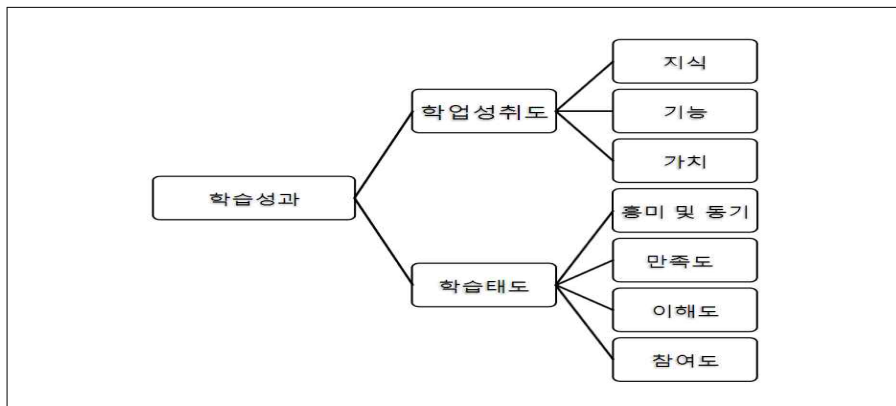 학습성과
학업성취도
지식
기능
가치
학습태도
흥미 및 동기
만족도
이해도
참여도